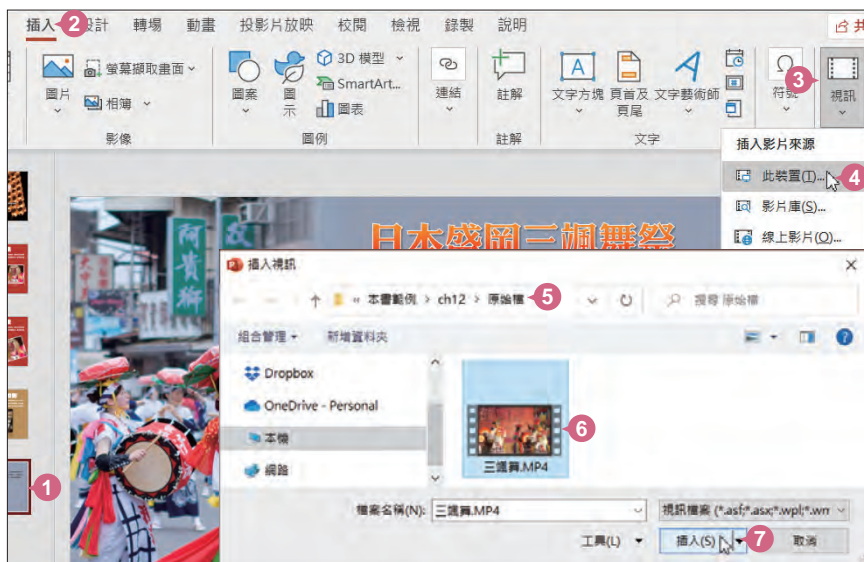 插入 2 設計 轉場 動畫 投影片放映 校閱 檢視 錄製 說明
圖片
螢幕擷取畫面
相簿
影像
圖案
圖示
3D 模型
SmartArt...
圖表
圖例
連結
註解
註解
文字方塊
頁首及頁尾
文字藝術師
文字
Ω
符號
3
視訊
插入影片來源
此裝置(T)... 4
影片庫(S)...
線上影片(O)...
阿貴獅
日本盛岡三颯舞祭
插入視訊
« 本書範例 › ch12 › 原始檔 5
搜尋 原始檔
組合管理 新增資料夾
Dropbox
OneDrive - Personal
本機
網路
三颯舞.MP4
6
1
檔案名稱(N): 三颯舞.MP4
視訊檔案 (*.asf;*.asx;*.wpl;*.wm
工具(L) 插入(S) 7 取消